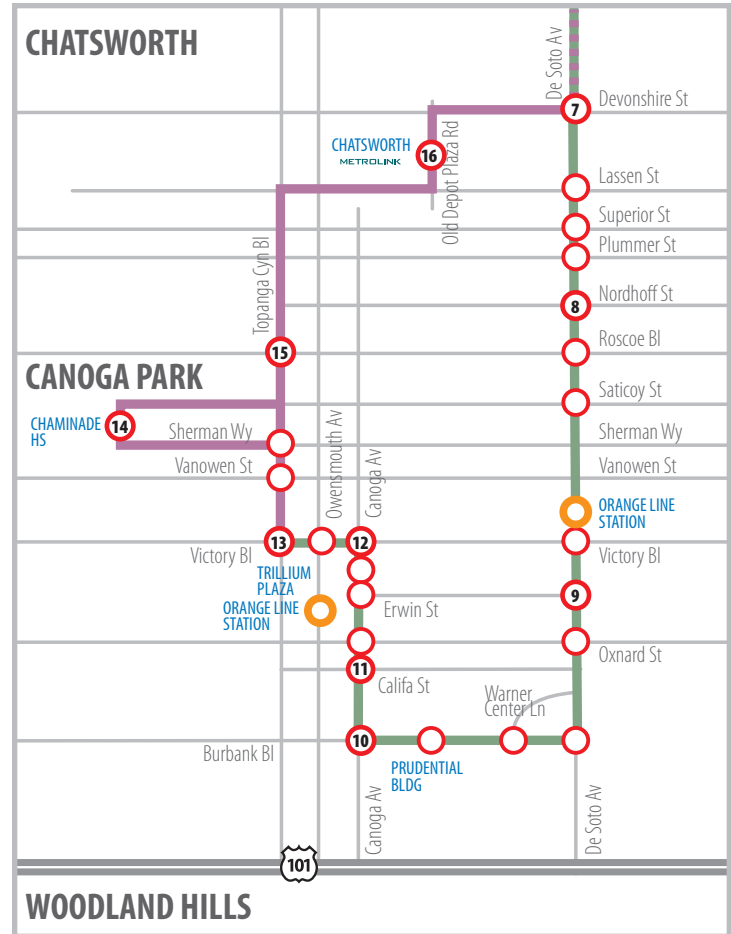 CHATSWORTH
De Soto Av
7
Devonshire St
CHATSWORTH
METROLINK
16
Old Depot Plaza Rd
Lassen St
Superior St
Plummer St
Topanga Cyn Bl
8
Nordhoff St
15
Roscoe Bl
CANOGA PARK
Saticoy St
CHAMINADE
HS
14
Sherman Wy
Sherman Wy
Vanowen St
Owensmouth Av
Canoga Av
Vanowen St
ORANGE LINE
STATION
13
12
Victory Bl
Victory Bl
TRILLIUM
PLAZA
ORANGE LINE
STATION
9
Erwin St
Oxnard St
11
Califa St
Warner
Center Ln
10
Burbank Bl
PRUDENTIAL
BLDG
Canoga Av
De Soto Av
101
WOODLAND HILLS